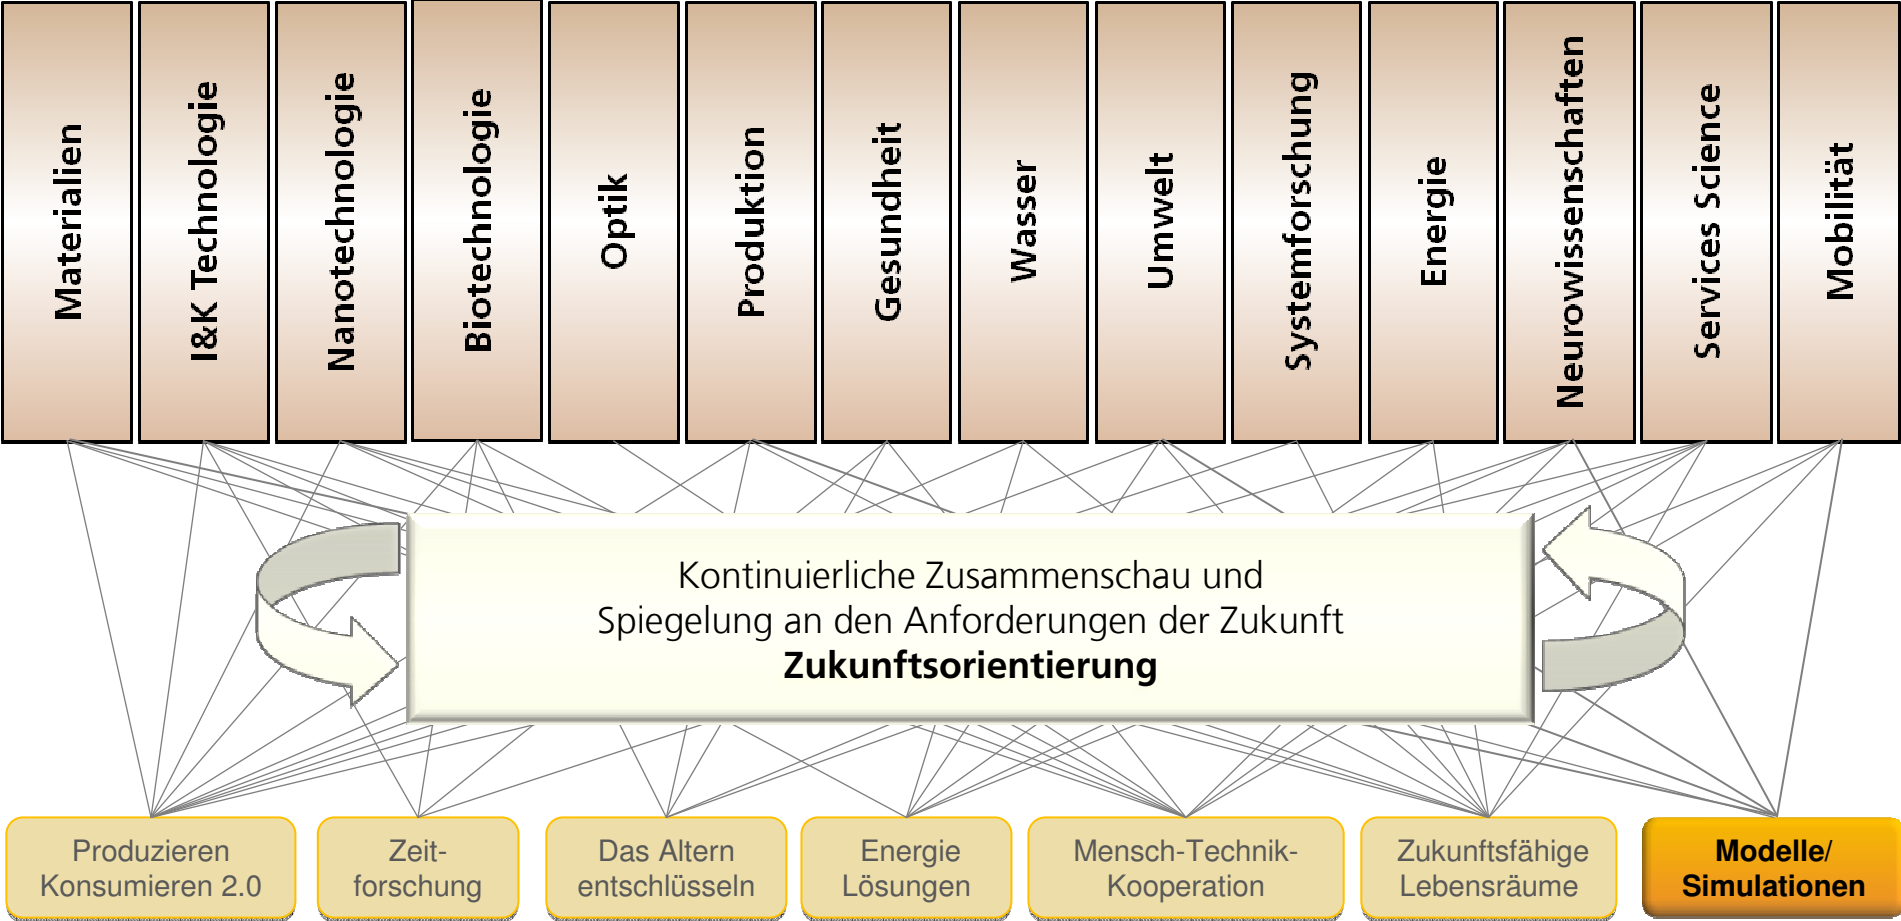 Materialien
I&K Technologie
Nanotechnologie
Biotechnologie
Optik
Produktion
Gesundheit
Wasser
Umwelt
Systemforschung
Energie
Neurowissenschaften
Services Science
Mobilität
Kontinuierliche Zusammenschau und
Spiegelung an den Anforderungen der Zukunft
Zukunftsorientierung
Produzieren
Konsumieren 2.0
Zeit-
forschung
Das Altern
entschlüsseln
Energie
Lösungen
Mensch-Technik-
Kooperation
Zukunftsfähige
Lebensräume
Modelle/
Simulationen